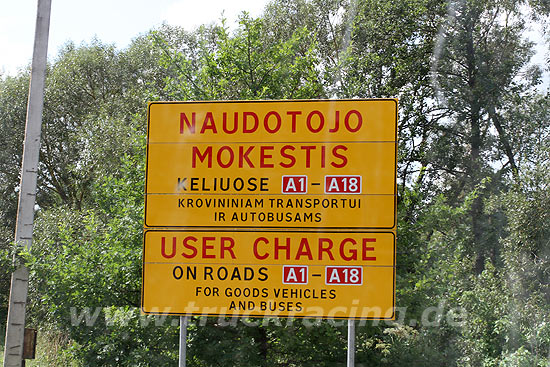 NAUDOTOJO
MOKESTIS
KELIUOSE A1 – A18
KROVININIAM TRANSPORTUI
IR AUTOBUSAMS
USER CHARGE
ON ROADS A1 – A18
FOR GOODS VEHICLES
AND BUSES
www.truckracing.de